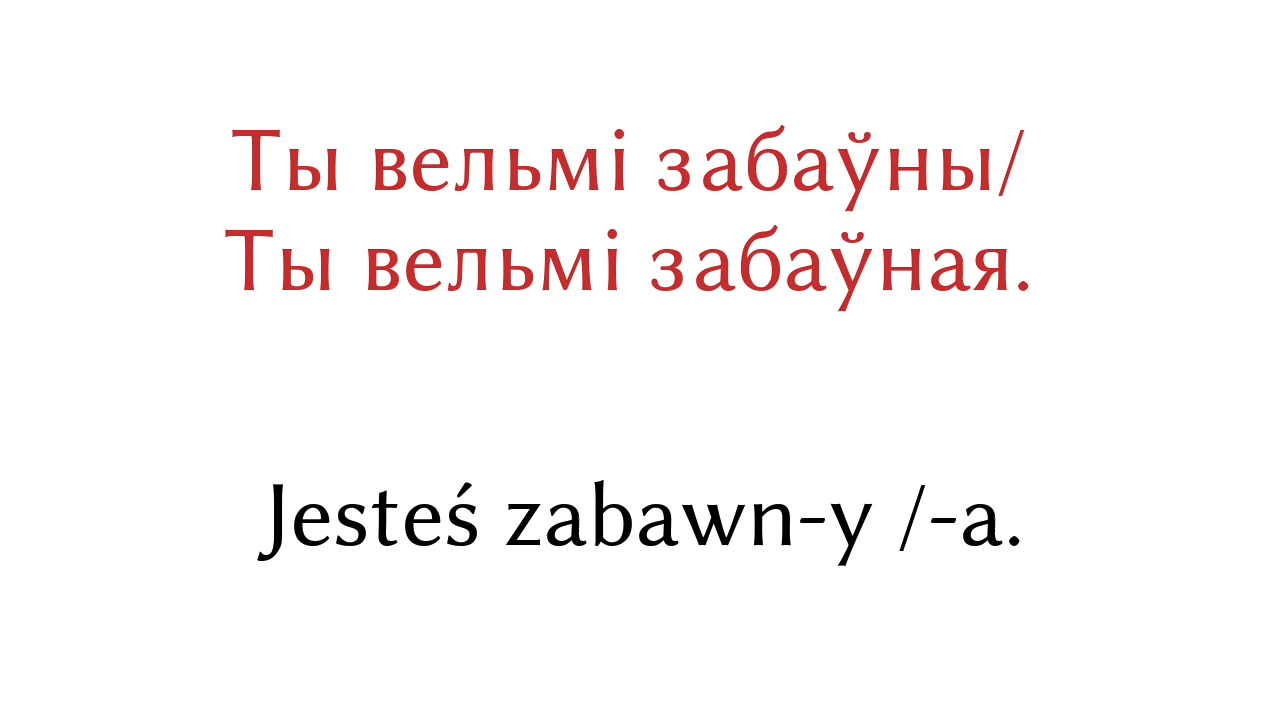 Ты вельмі забаўны/
Ты вельмі забаўная.
Jesteś zabawn-y /-a.